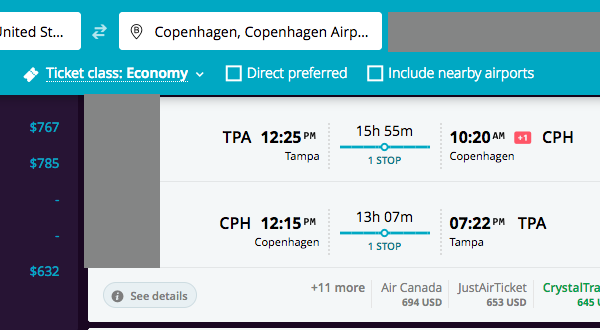 United St... Copenhagen, Copenhagen Airp...
Ticket class: Economy Direct preferred Include nearby airports
$767
$785
-
-
$632
TPA 12:25 PM 15h 55m 10:20 AM +1 CPH
Tampa 1 STOP Copenhagen
CPH 12:15 PM 13h 07m 07:22 PM TPA
Copenhagen 1 STOP Tampa
See details +11 more Air Canada JustAirTicket CrystalTra
694 USD 653 USD 645